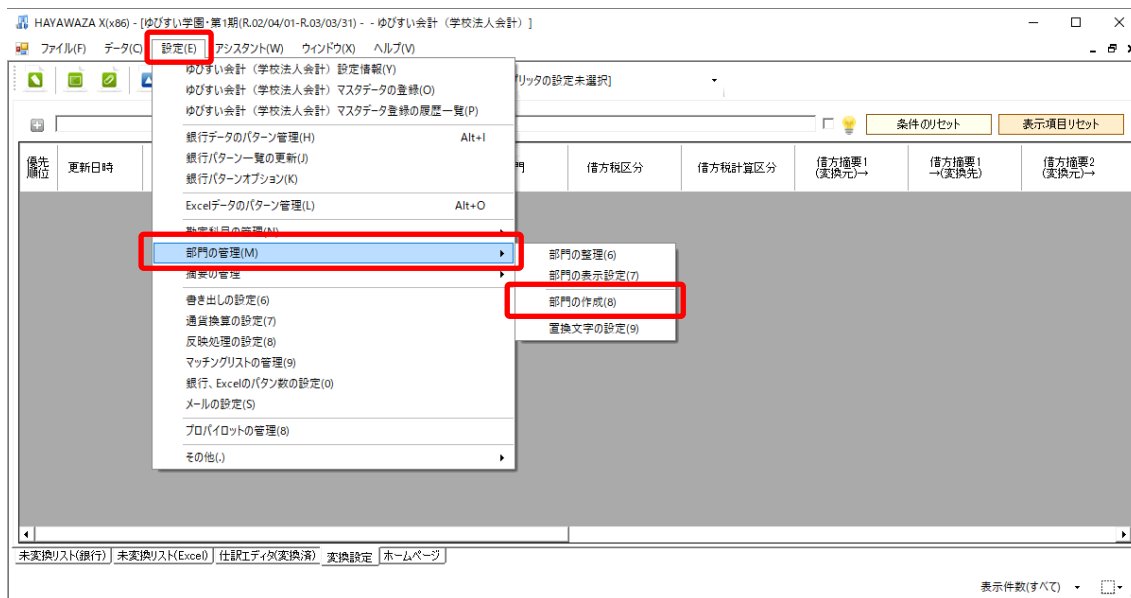 HAYAWAZA X(x86) - [ゆびすい学園・第1期(R.02/04/01-R.03/03/31) - - ゆびすい会計（学校法人会計）]
ファイル(F) データ(C) 設定(E) アシスタント(W) ウィンドウ(X) ヘルプ(V)
ゆびすい会計（学校法人会計）設定情報(Y)
ゆびすい会計（学校法人会計）マスタデータの登録(O)
ゆびすい会計（学校法人会計）マスタデータ登録の履歴一覧(P)
銀行データのパターン管理(H) Alt+I
銀行パターン一覧の更新(J)
銀行パターンオプション(K)
Excelデータのパターン管理(L) Alt+O
勘定科目の管理(N)
部門の管理(M)
摘要の管理
書き出しの設定(6)
通貨換算の設定(7)
反映処理の設定(8)
マッチングリストの管理(9)
銀行、Excelのパタン数の設定(0)
メールの設定(S)
プロパイロットの管理(8)
その他(.)
部門の整理(6)
部門の表示設定(7)
部門の作成(8)
置換文字の設定(9)
リッタの設定未選択]
条件のリセット 表示項目リセット
優先順位 更新日時 門 借方税区分 借方税計算区分 借方摘要1(変換元)→ 借方摘要1→(変換先) 借方摘要2(変換元)→
未変換リスト(銀行) 未変換リスト(Excel) 仕訳エディタ(変換済) 変換設定 ホームページ
表示件数(すべて)